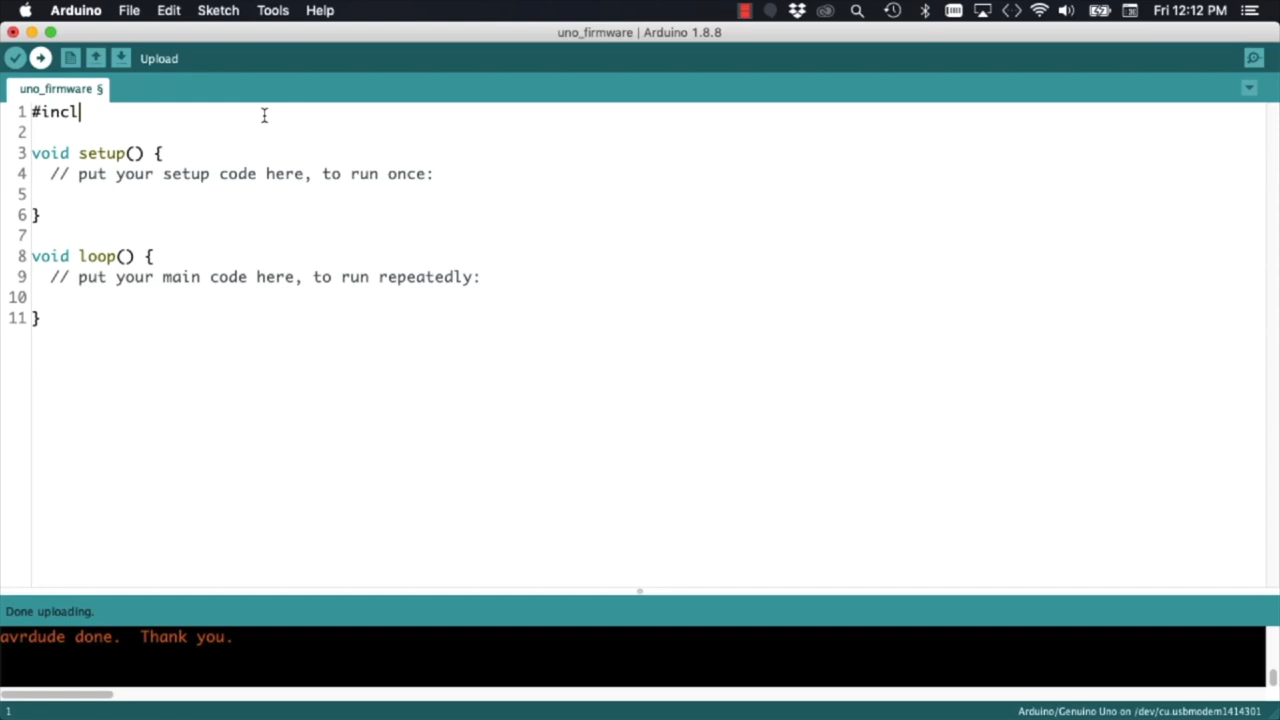 Arduino File Edit Sketch Tools Help Fri 12:12 PM
uno_firmware | Arduino 1.8.8
Upload
uno_firmware §
1 #incl
2
3 void setup() {
4 // put your setup code here, to run once:
5
6 }
7
8 void loop() {
9 // put your main code here, to run repeatedly:
10
11 }
Done uploading.
avrdude done. Thank you.
1 Arduino/Genuino Uno on /dev/cu.usbmodem1414301